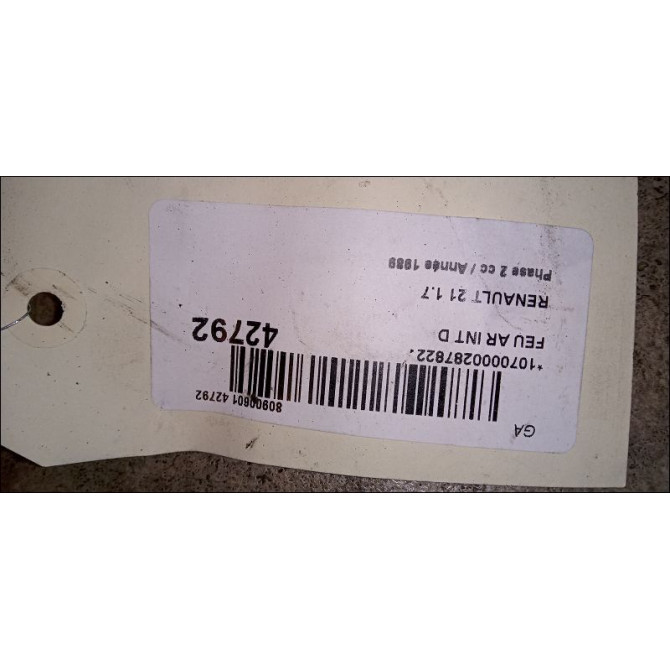 GA
80900601 42792
*1070000287822*
FEU AR INT D
42792
RENAULT 21 1.7
Phase 2 cc / Année 1989